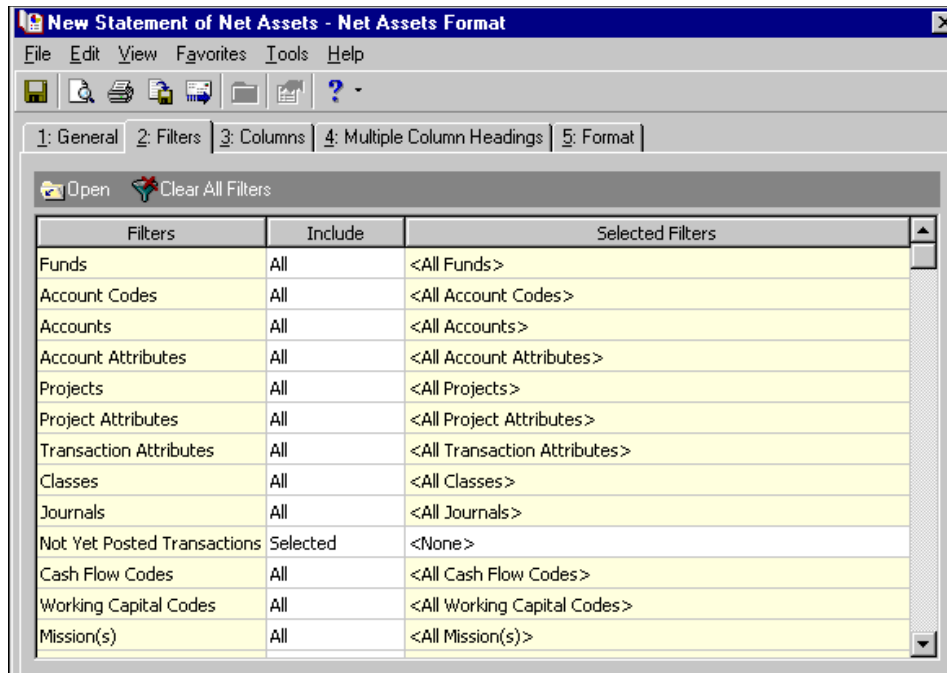 New Statement of Net Assets - Net Assets Format
File Edit View Favorites Tools Help
1: General 2: Filters 3: Columns 4: Multiple Column Headings 5: Format
Open Clear All Filters
Filters Include Selected Filters
Funds All <All Funds>
Account Codes All <All Account Codes>
Accounts All <All Accounts>
Account Attributes All <All Account Attributes>
Projects All <All Projects>
Project Attributes All <All Project Attributes>
Transaction Attributes All <All Transaction Attributes>
Classes All <All Classes>
Journals All <All Journals>
Not Yet Posted Transactions Selected <None>
Cash Flow Codes All <All Cash Flow Codes>
Working Capital Codes All <All Working Capital Codes>
Mission(s) All <All Mission(s)>